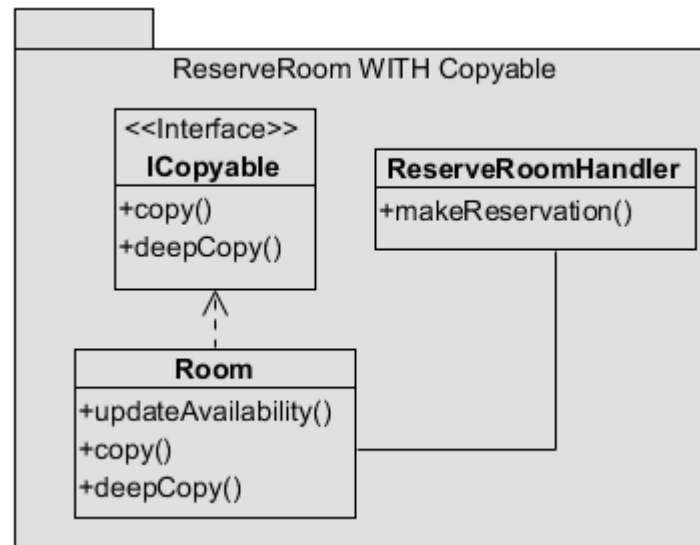 ReserveRoom WITH Copyable
<<Interface>>
ICopyable
+copy()
+deepCopy()
ReserveRoomHandler
+makeReservation()
Room
+updateAvailability()
+copy()
+deepCopy()